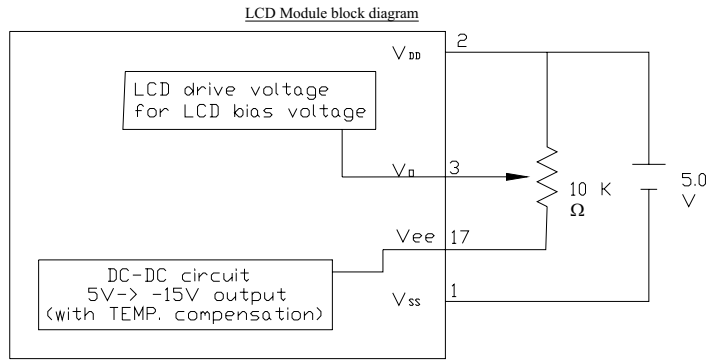 LCD Module block diagram
VDD 2
LCD drive voltage
for LCD bias voltage
Vo 3
10 K
Ω
5.0
V
Vee 17
DC-DC circuit
5V-> -15V output
(with TEMP. compensation)
Vss 1